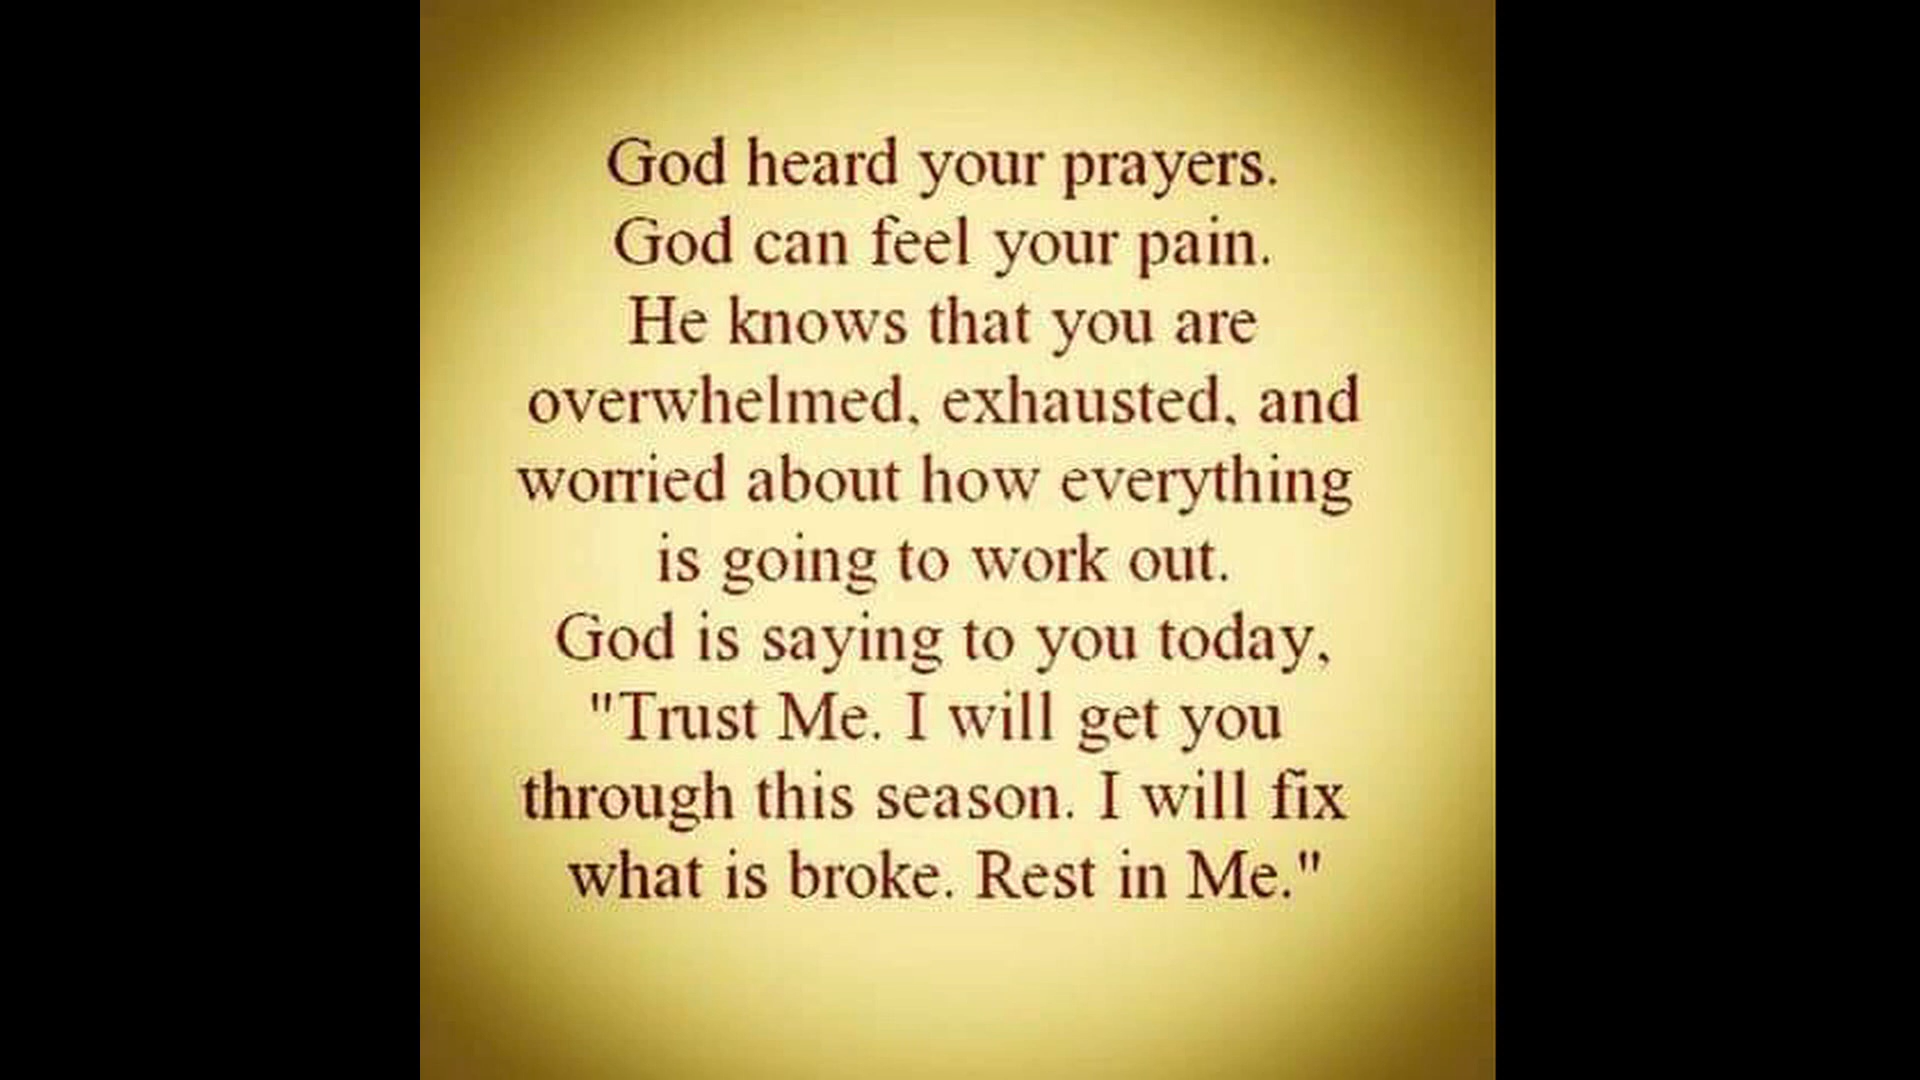 God heard your prayers.
God can feel your pain.
He knows that you are
overwhelmed, exhausted, and
worried about how everything
is going to work out.
God is saying to you today,
"Trust Me. I will get you
through this season. I will fix
what is broke. Rest in Me."